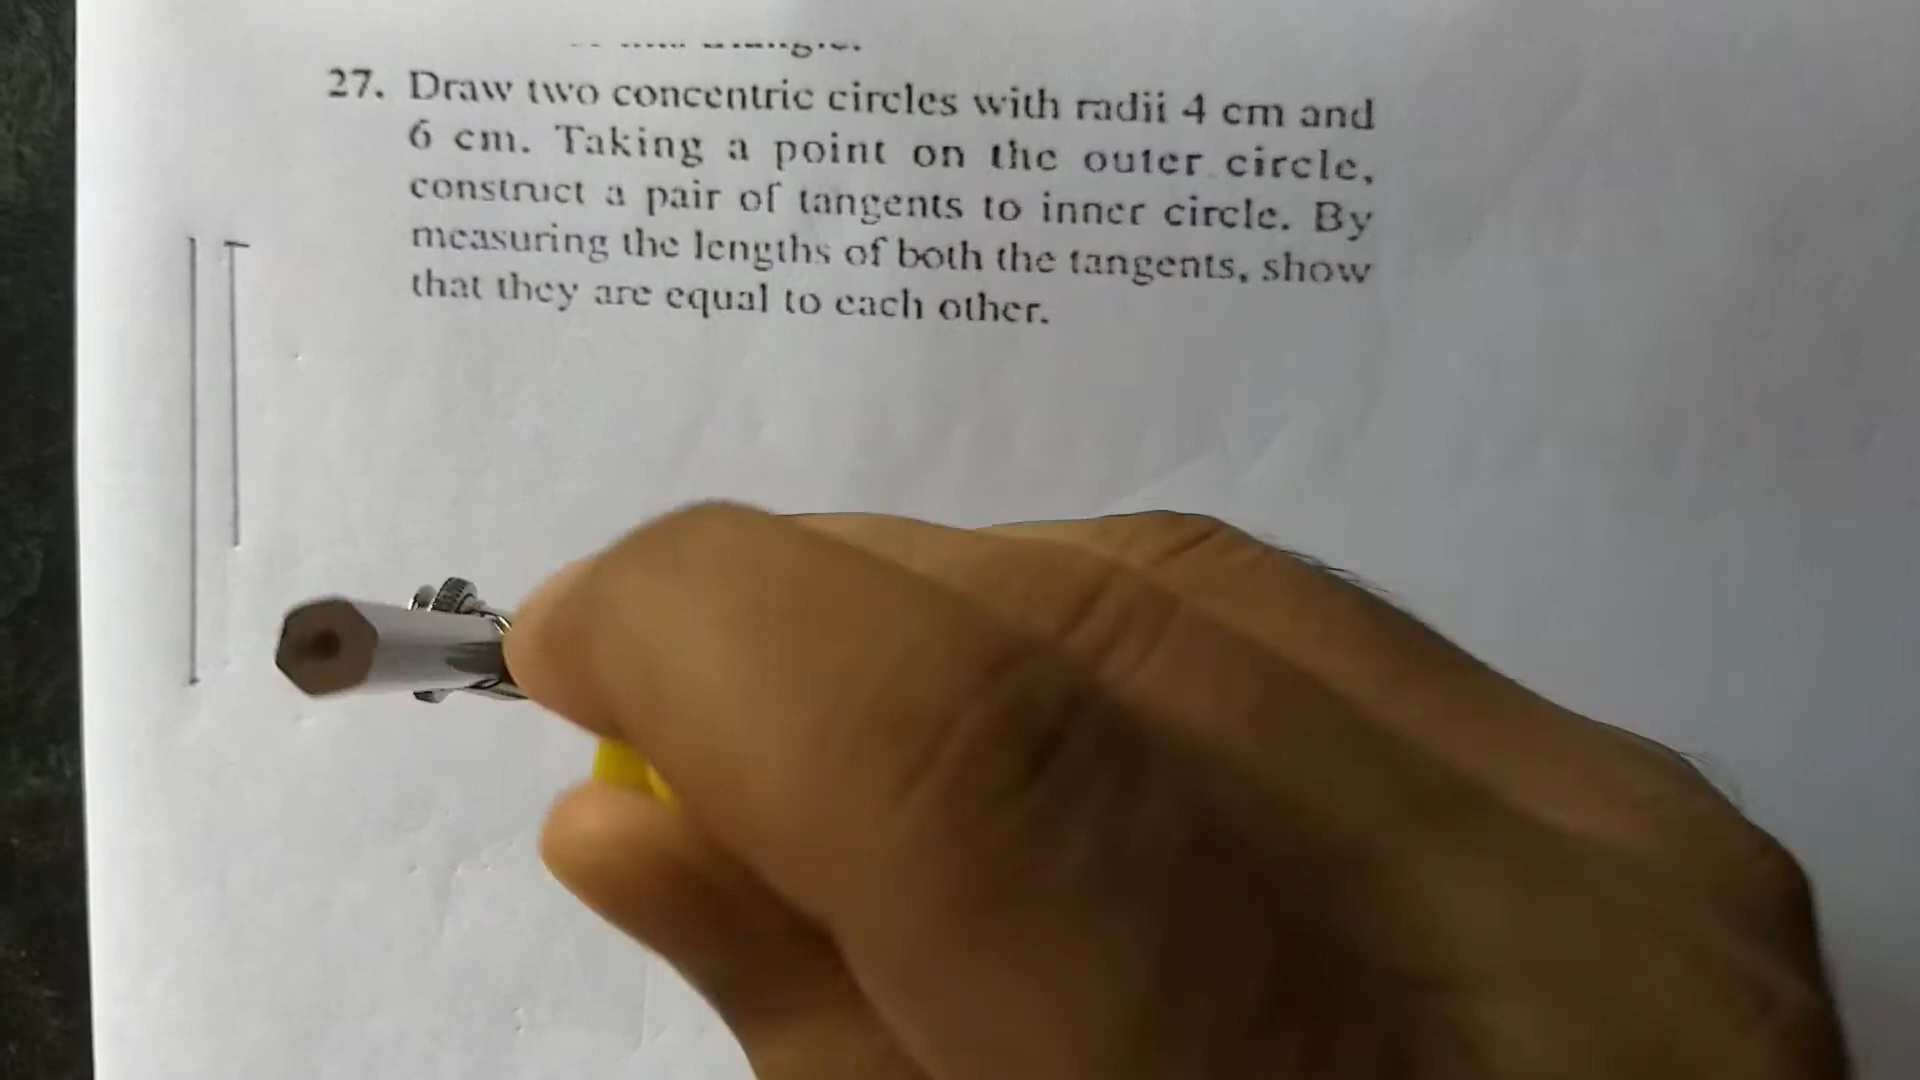 27. Draw two concentric circles with radii 4 cm and
6 cm. Taking a point on the outer circle,
construct a pair of tangents to inner circle. By
measuring the lengths of both the tangents, show
that they are equal to each other.